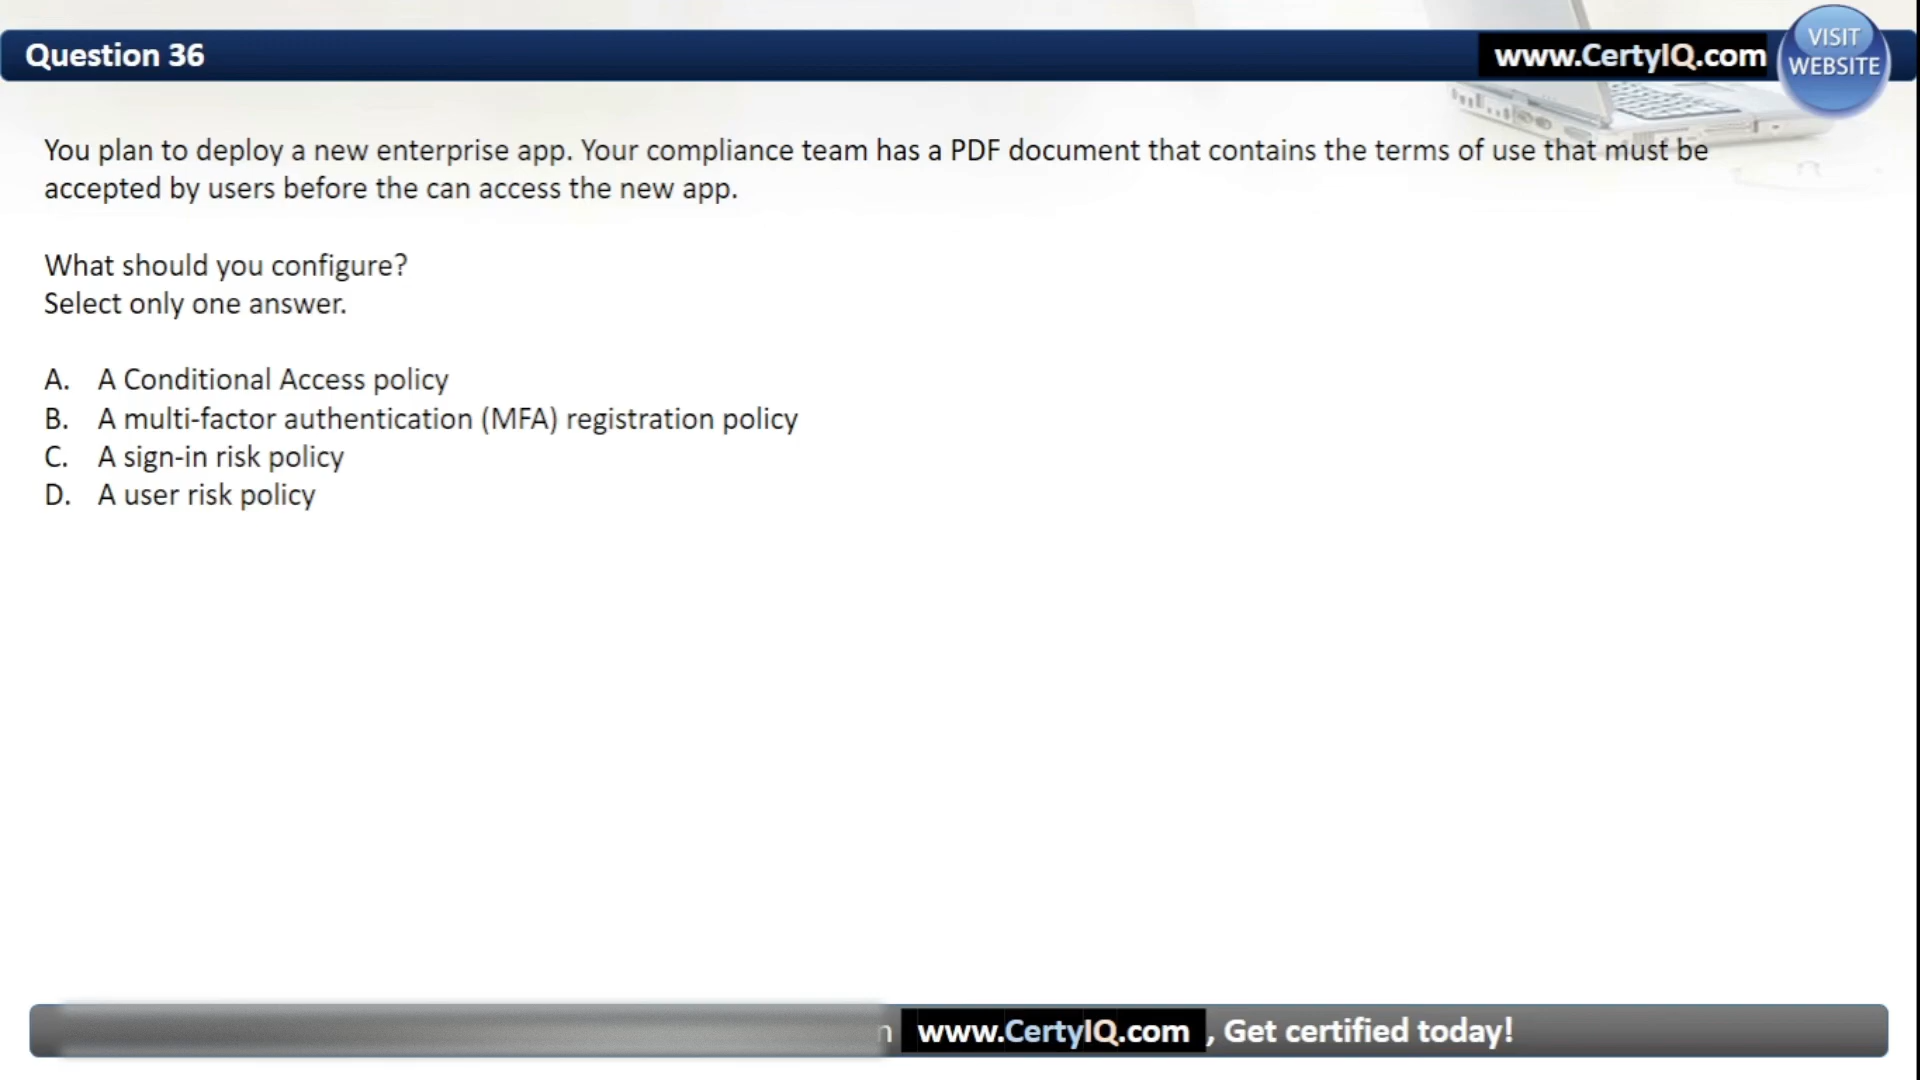 Question 36
www.CertyIQ.com
VISIT
WEBSITE
You plan to deploy a new enterprise app. Your compliance team has a PDF document that contains the terms of use that must be
accepted by users before the can access the new app.
What should you configure?
Select only one answer.
A. A Conditional Access policy
B. A multi-factor authentication (MFA) registration policy
C. A sign-in risk policy
D. A user risk policy
www.CertyIQ.com , Get certified today!